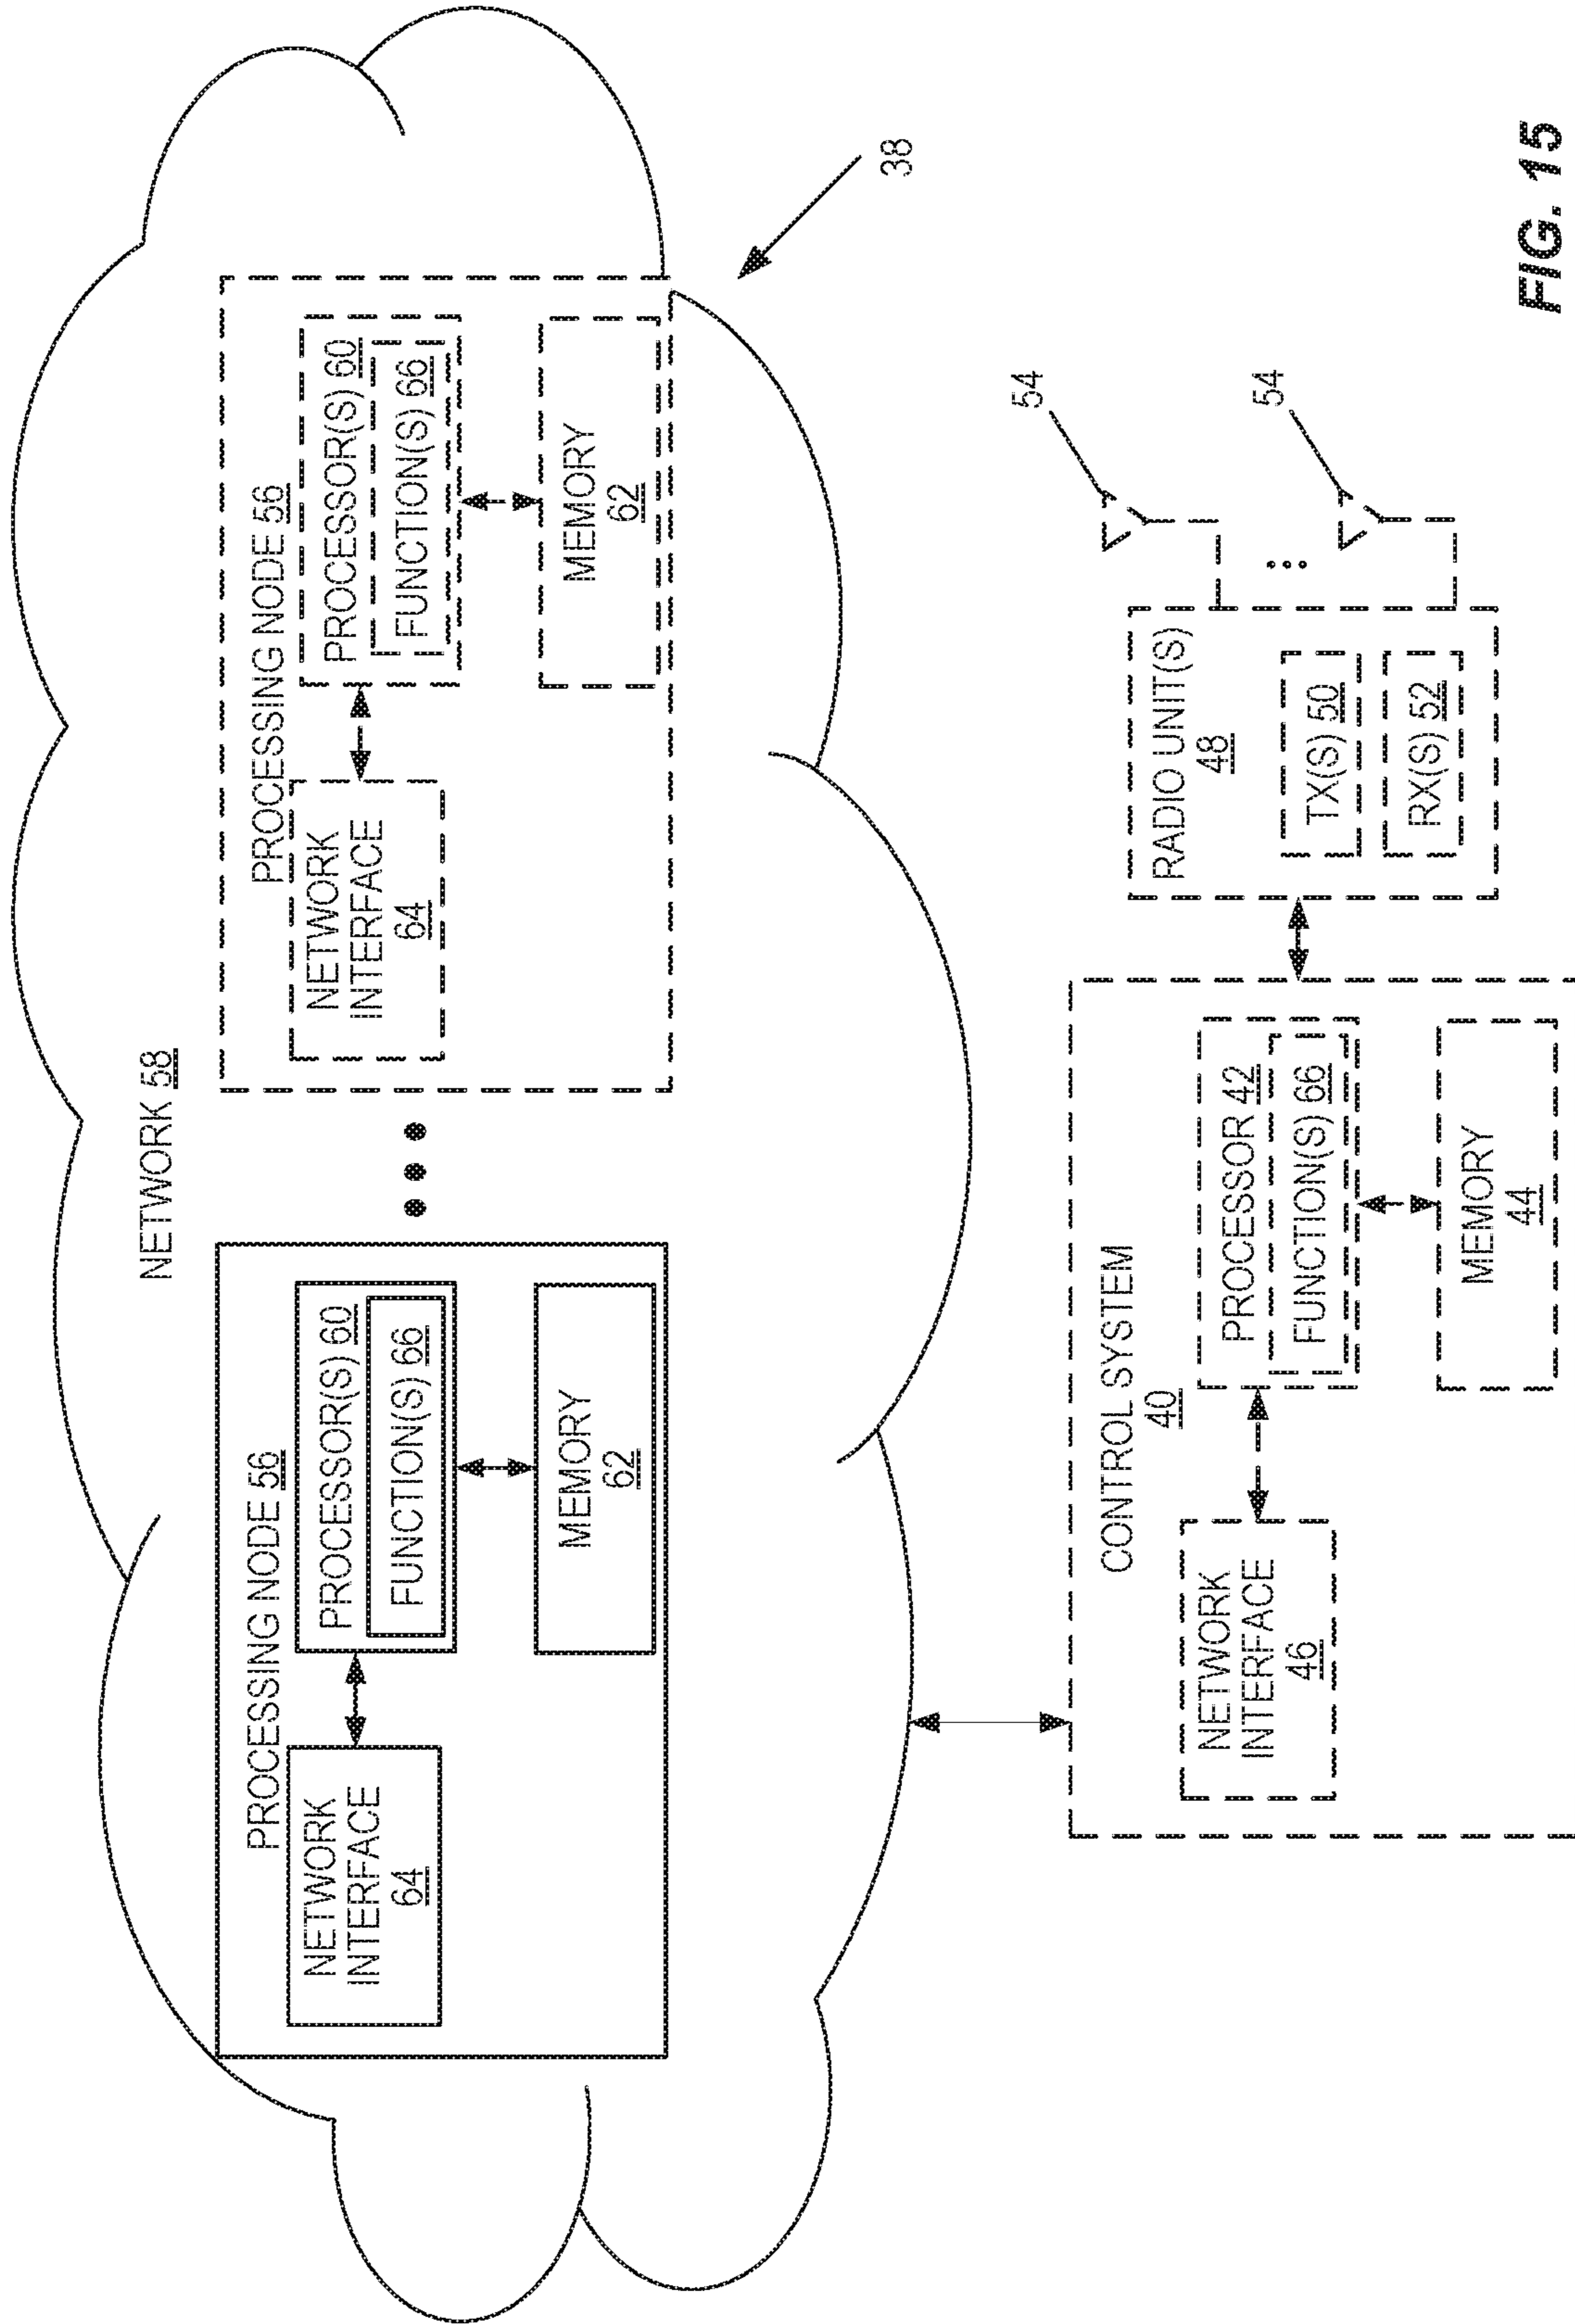 NETWORK 58
PROCESSING NODE 56
NETWORK
INTERFACE
64
PROCESSOR(S) 60
FUNCTION(S) 66
MEMORY
62
PROCESSING NODE 56
NETWORK
INTERFACE
64
PROCESSOR(S) 60
FUNCTION(S) 66
MEMORY
62
38
CONTROL SYSTEM
40
NETWORK
INTERFACE
46
PROCESSOR 42
FUNCTION(S) 66
MEMORY
44
RADIO UNIT(S)
48
TX(S) 50
RX(S) 52
54
54
FIG. 15